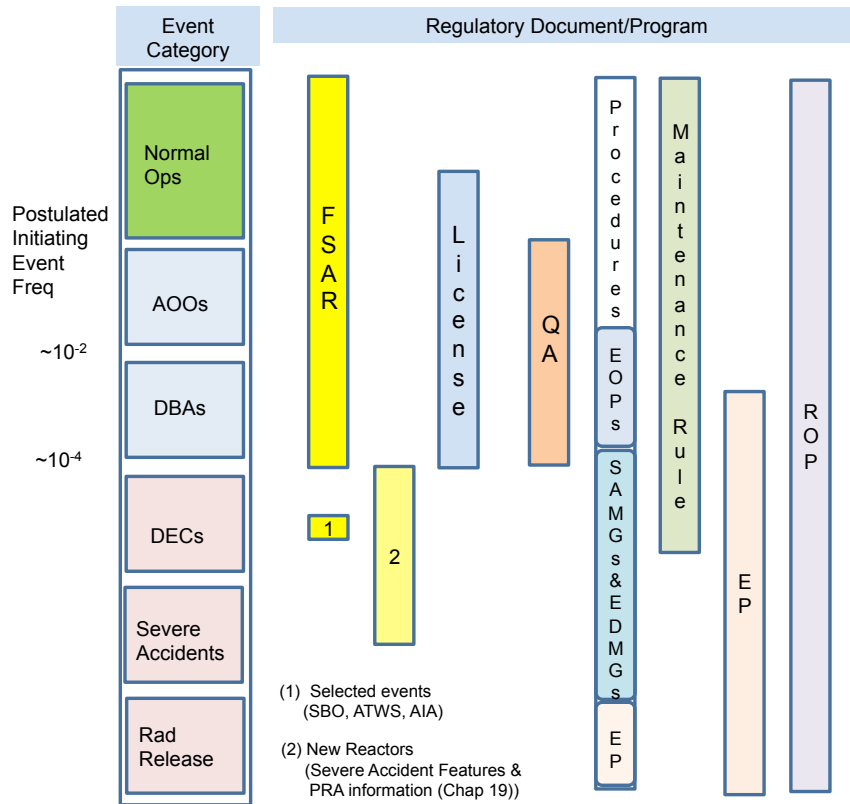 Event
Category
Regulatory Document/Program
Postulated
Initiating
Event
Freq
~10-2
~10-4
Normal
Ops
AOOs
DBAs
DECs
Severe
Accidents
Rad
Release
FSAR
1
2
License
QA
Procedures
EOPs
SAMGs&EDMGs
EP
Maintenance Rule
EP
ROP
(1) Selected events
(SBO, ATWS, AIA)
(2) New Reactors
(Severe Accident Features &
PRA information (Chap 19))